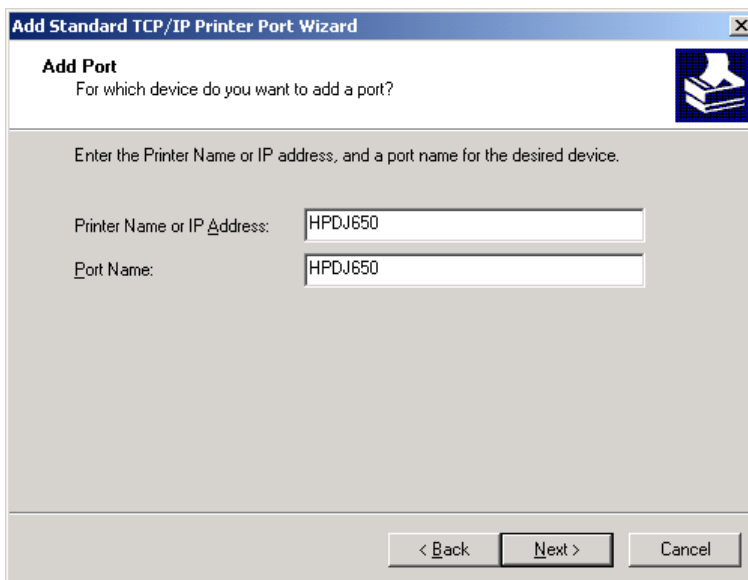 Add Standard TCP/IP Printer Port Wizard
Add Port
For which device do you want to add a port?
Enter the Printer Name or IP address, and a port name for the desired device.
Printer Name or IP Address: HPDJ650
Port Name: HPDJ650
< Back Next > Cancel